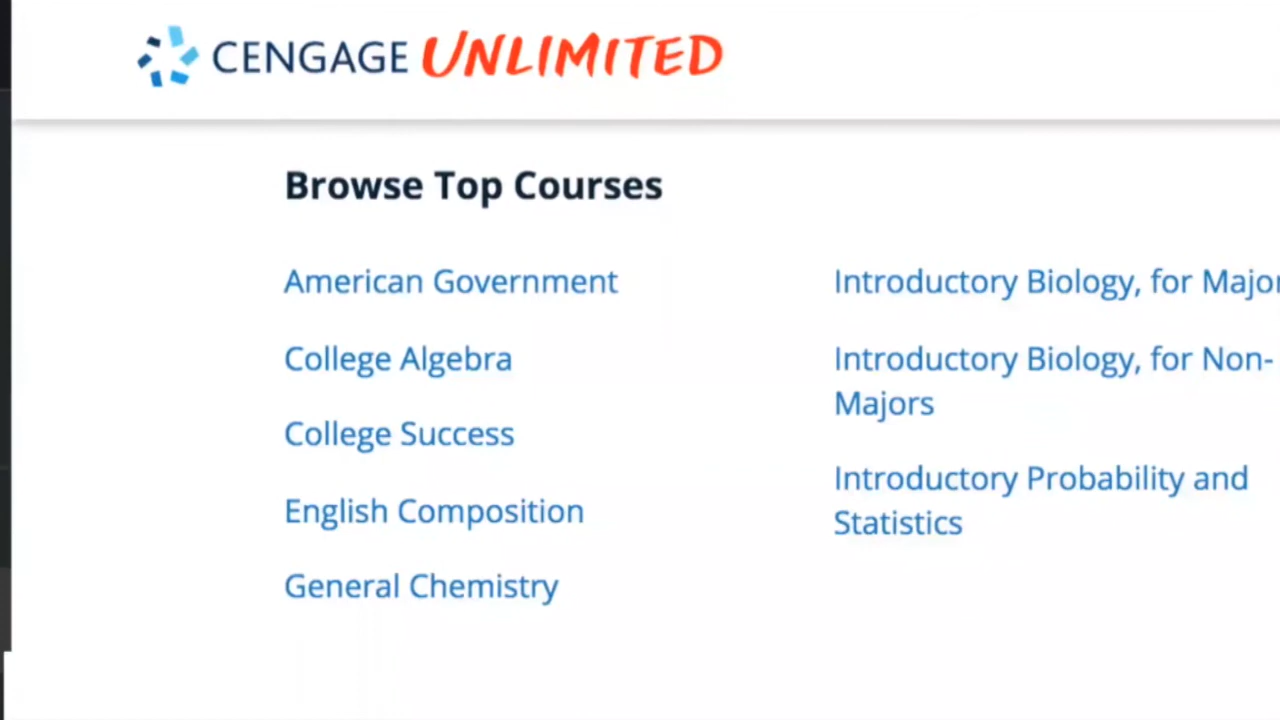 CENGAGE UNLIMITED
Browse Top Courses
American Government
College Algebra
College Success
English Composition
General Chemistry
Introductory Biology, for Major
Introductory Biology, for Non-
Majors
Introductory Probability and
Statistics